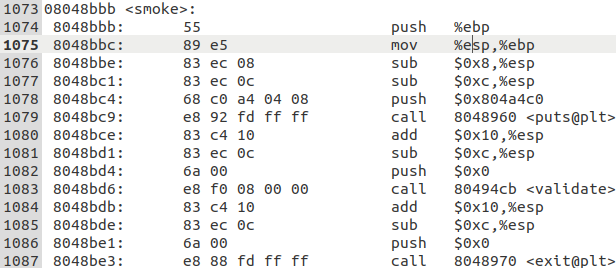 1073 08048bbb <smoke>:
1074 8048bbb: 55 push %ebp
1075 8048bbc: 89 e5 mov %esp,%ebp
1076 8048bbe: 83 ec 08 sub $0x8,%esp
1077 8048bc1: 83 ec 0c sub $0xc,%esp
1078 8048bc4: 68 c0 a4 04 08 push $0x804a4c0
1079 8048bc9: e8 92 fd ff ff call 8048960 <puts@plt>
1080 8048bce: 83 c4 10 add $0x10,%esp
1081 8048bd1: 83 ec 0c sub $0xc,%esp
1082 8048bd4: 6a 00 push $0x0
1083 8048bd6: e8 f0 08 00 00 call 80494cb <validate>
1084 8048bdb: 83 c4 10 add $0x10,%esp
1085 8048bde: 83 ec 0c sub $0xc,%esp
1086 8048be1: 6a 00 push $0x0
1087 8048be3: e8 88 fd ff ff call 8048970 <exit@plt>